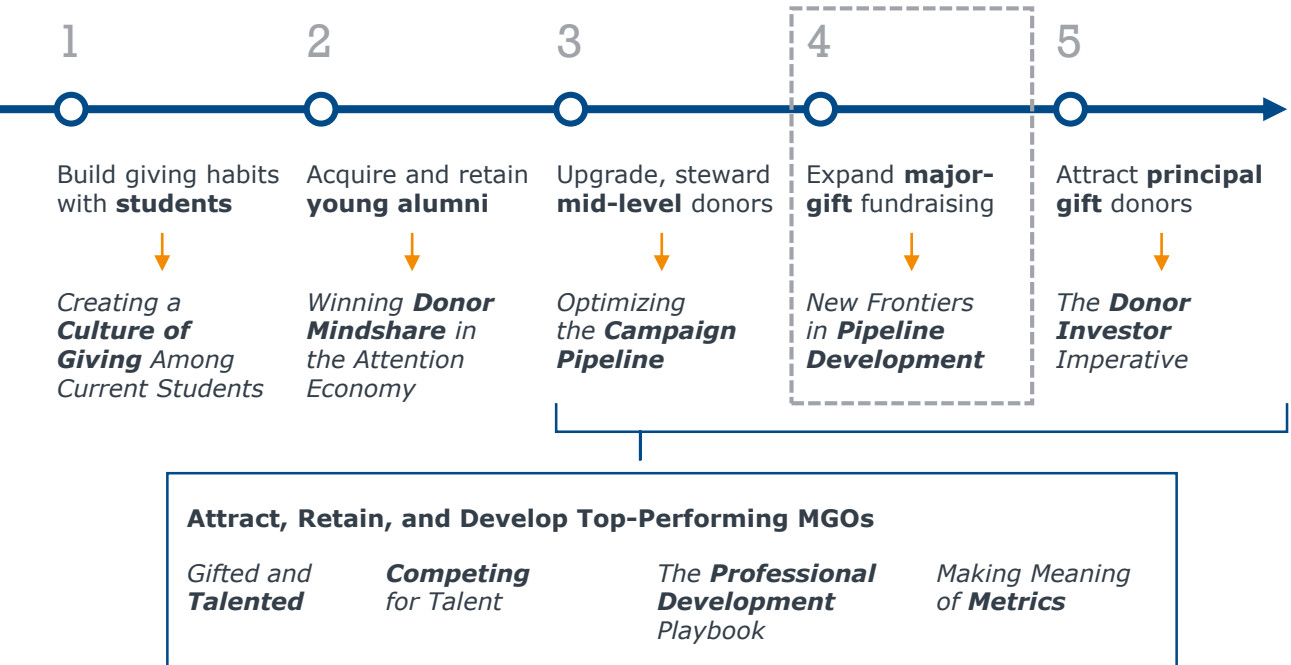 1
2
3
4
5
Build giving habits
with students
Acquire and retain
young alumni
Upgrade, steward
mid-level donors
Expand major-
gift fundraising
Attract principal
gift donors
Creating a
Culture of
Giving Among
Current Students
Winning Donor
Mindshare in
the Attention
Economy
Optimizing
the Campaign
Pipeline
New Frontiers
in Pipeline
Development
The Donor
Investor
Imperative
Attract, Retain, and Develop Top-Performing MGOs
Gifted and
Talented
Competing
for Talent
The Professional
Development
Playbook
Making Meaning
of Metrics